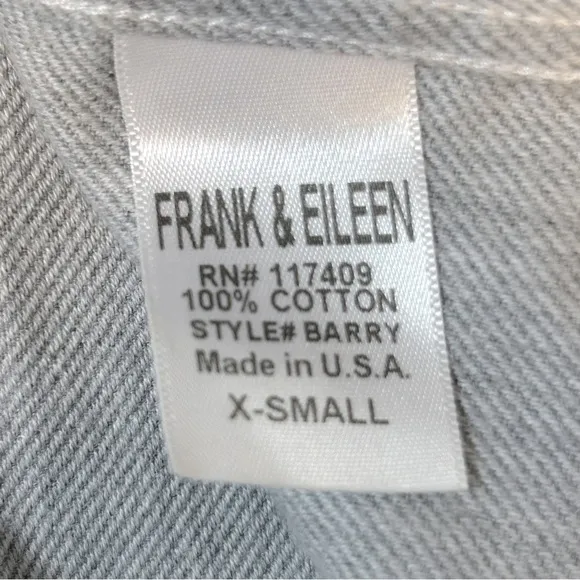 FRANK & EILEEN
RN# 117409
100% COTTON
STYLE# BARRY
Made in U.S.A.
X-SMALL